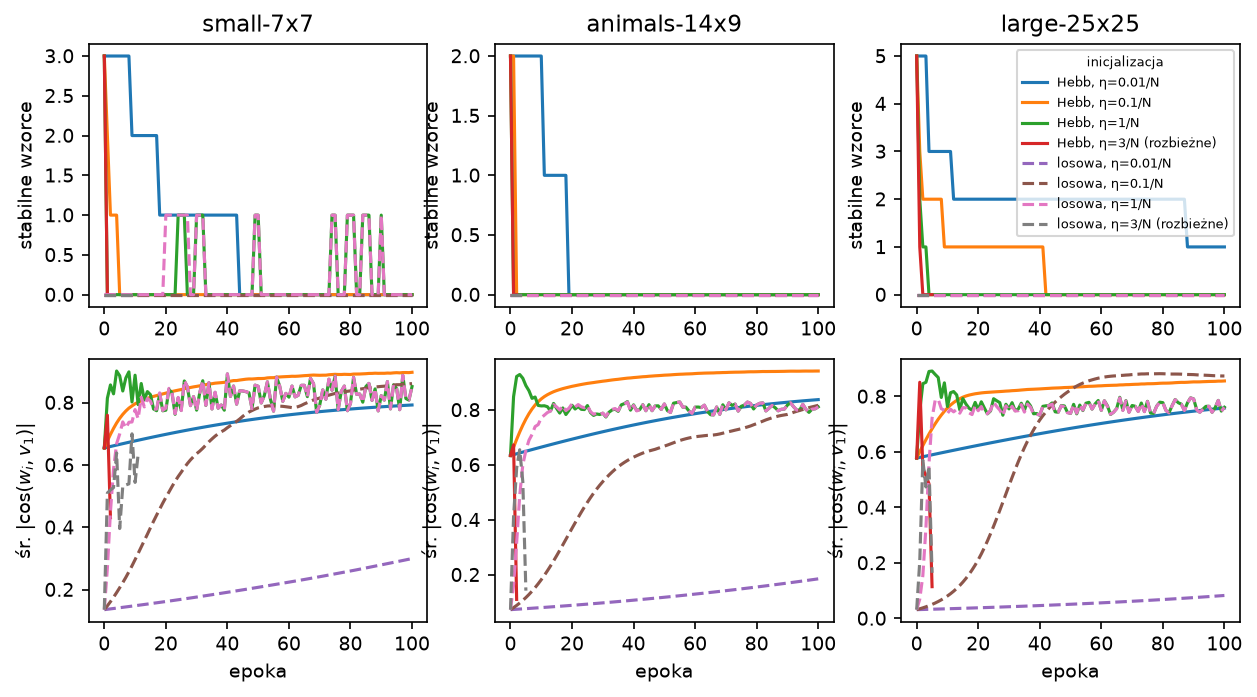 small-7x7
animals-14x9
large-25x25
stabilne wzorce
3.0
2.5
2.0
1.5
1.0
0.5
0.0
0 20 40 60 80 100
stabilne wzorce
2.0
1.5
1.0
0.5
0.0
0 20 40 60 80 100
stabilne wzorce
5
4
3
2
1
0
0 20 40 60 80 100
inicjalizacja
Hebb, η=0.01/N
Hebb, η=0.1/N
Hebb, η=1/N
Hebb, η=3/N (rozbieżne)
losowa, η=0.01/N
losowa, η=0.1/N
losowa, η=1/N
losowa, η=3/N (rozbieżne)
śr. |cos(wᵢ, v₁)|
0.8
0.6
0.4
0.2
0 20 40 60 80 100
epoka
śr. |cos(wᵢ, v₁)|
0.8
0.6
0.4
0.2
0 20 40 60 80 100
epoka
śr. |cos(wᵢ, v₁)|
0.8
0.6
0.4
0.2
0.0
0 20 40 60 80 100
epoka